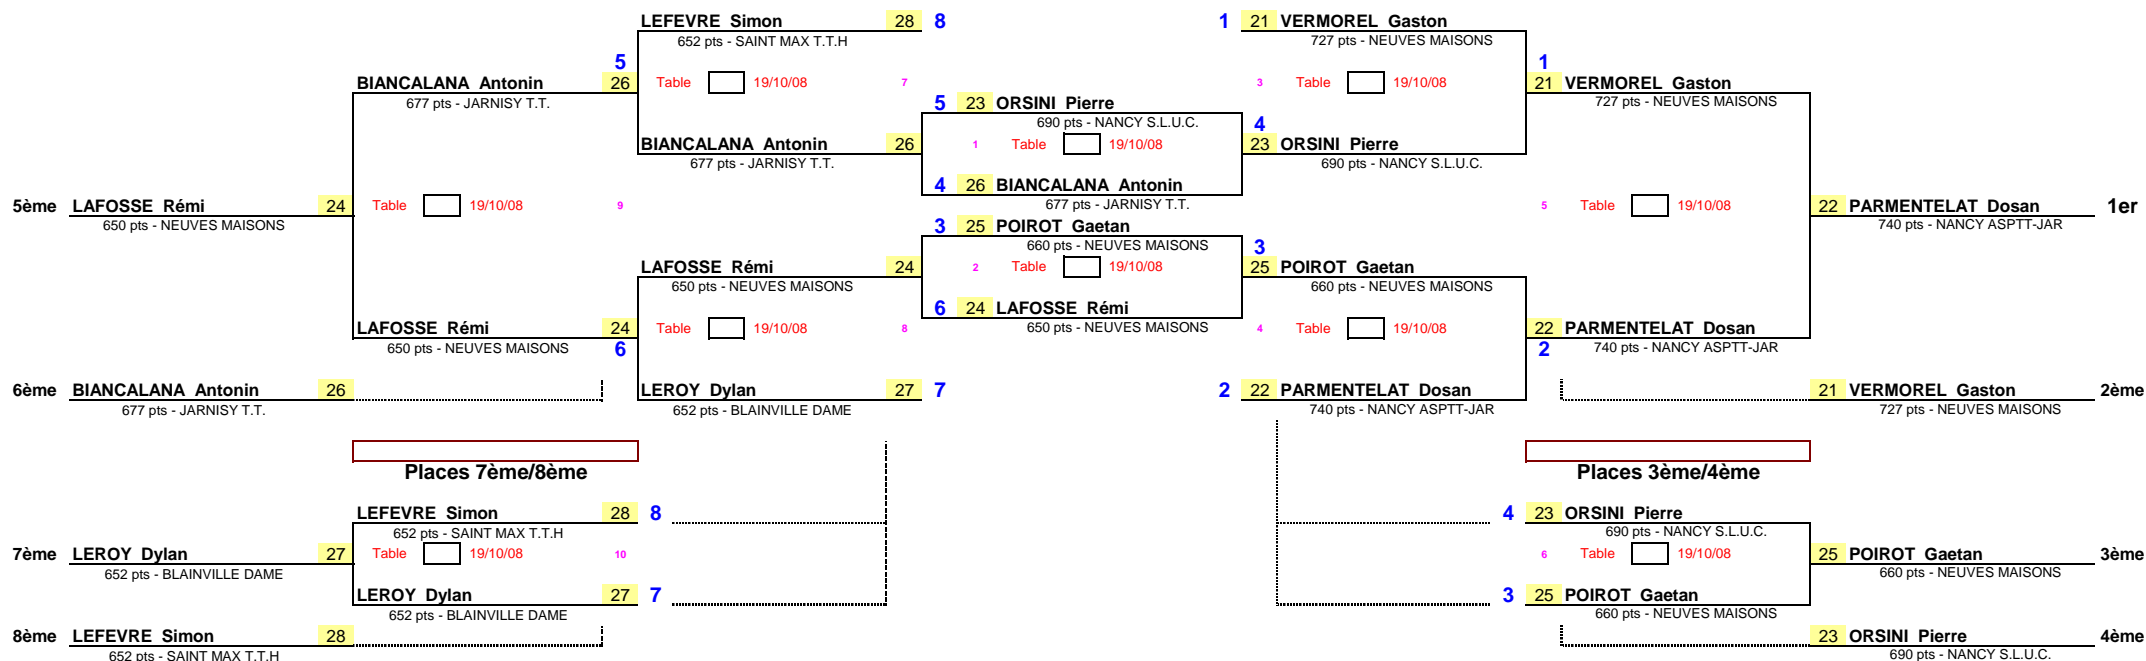 LEFEVRE Simon 28 8 1 21 VERMOREL Gaston
652 pts - SAINT MAX T.T.H 727 pts - NEUVES MAISONS
5 1
BIANCALANA Antonin 26 Table 19/10/08 7 3 Table 19/10/08 21 VERMOREL Gaston
677 pts - JARNISY T.T. 727 pts - NEUVES MAISONS
5 23 ORSINI Pierre
690 pts - NANCY S.L.U.C. 4
BIANCALANA Antonin 26 1 Table 19/10/08 23 ORSINI Pierre
677 pts - JARNISY T.T. 690 pts - NANCY S.L.U.C.
4 26 BIANCALANA Antonin
677 pts - JARNISY T.T.
5ème LAFOSSE Rémi 24 Table 19/10/08 9 5 Table 19/10/08 22 PARMENTELAT Dosan 1er
650 pts - NEUVES MAISONS 740 pts - NANCY ASPTT-JAR
3 25 POIROT Gaetan
660 pts - NEUVES MAISONS 3
LAFOSSE Rémi 24 2 Table 19/10/08 25 POIROT Gaetan
650 pts - NEUVES MAISONS 660 pts - NEUVES MAISONS
6 24 LAFOSSE Rémi
650 pts - NEUVES MAISONS
LAFOSSE Rémi 24 Table 19/10/08 8 4 Table 19/10/08 22 PARMENTELAT Dosan
650 pts - NEUVES MAISONS 6 2 740 pts - NANCY ASPTT-JAR
6ème BIANCALANA Antonin 26 LEROY Dylan 27 7 2 22 PARMENTELAT Dosan 21 VERMOREL Gaston 2ème
677 pts - JARNISY T.T. 652 pts - BLAINVILLE DAME 740 pts - NANCY ASPTT-JAR 727 pts - NEUVES MAISONS
Places 7ème/8ème Places 3ème/4ème
LEFEVRE Simon 28 8 4 23 ORSINI Pierre
652 pts - SAINT MAX T.T.H 690 pts - NANCY S.L.U.C.
7ème LEROY Dylan 27 Table 19/10/08 10 6 Table 19/10/08 25 POIROT Gaetan 3ème
652 pts - BLAINVILLE DAME 660 pts - NEUVES MAISONS
LEROY Dylan 27 7 3 25 POIROT Gaetan
652 pts - BLAINVILLE DAME 660 pts - NEUVES MAISONS
8ème LEFEVRE Simon 28 23 ORSINI Pierre 4ème
652 pts - SAINT MAX T.T.H 690 pts - NANCY S.L.U.C.